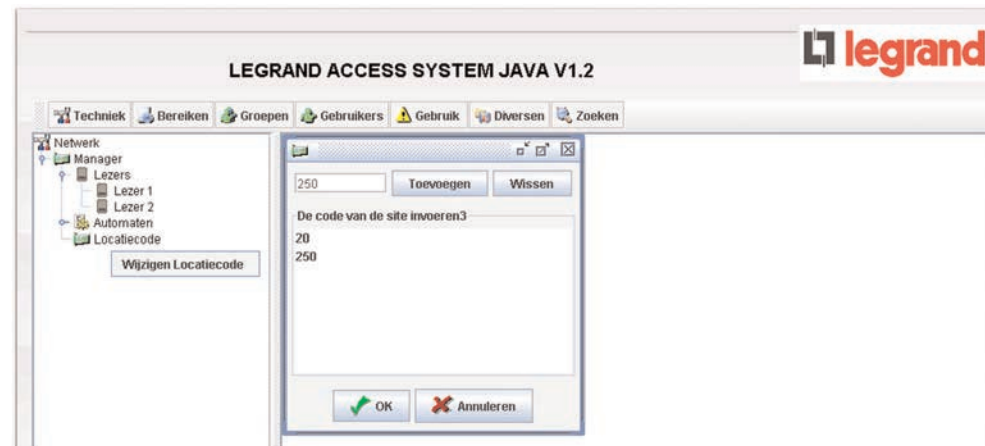 legrand
LEGRAND ACCESS SYSTEM JAVA V1.2
Techniek Bereiken Groepen Gebruikers Gebruik Diversen Zoeken
Netwerk
Manager
Lezers
Lezer 1
Lezer 2
Automaten
Locatiecode
Wijzigen Locatiecode
250 Toevoegen Wissen
De code van de site invoeren3
20
250
OK Annuleren